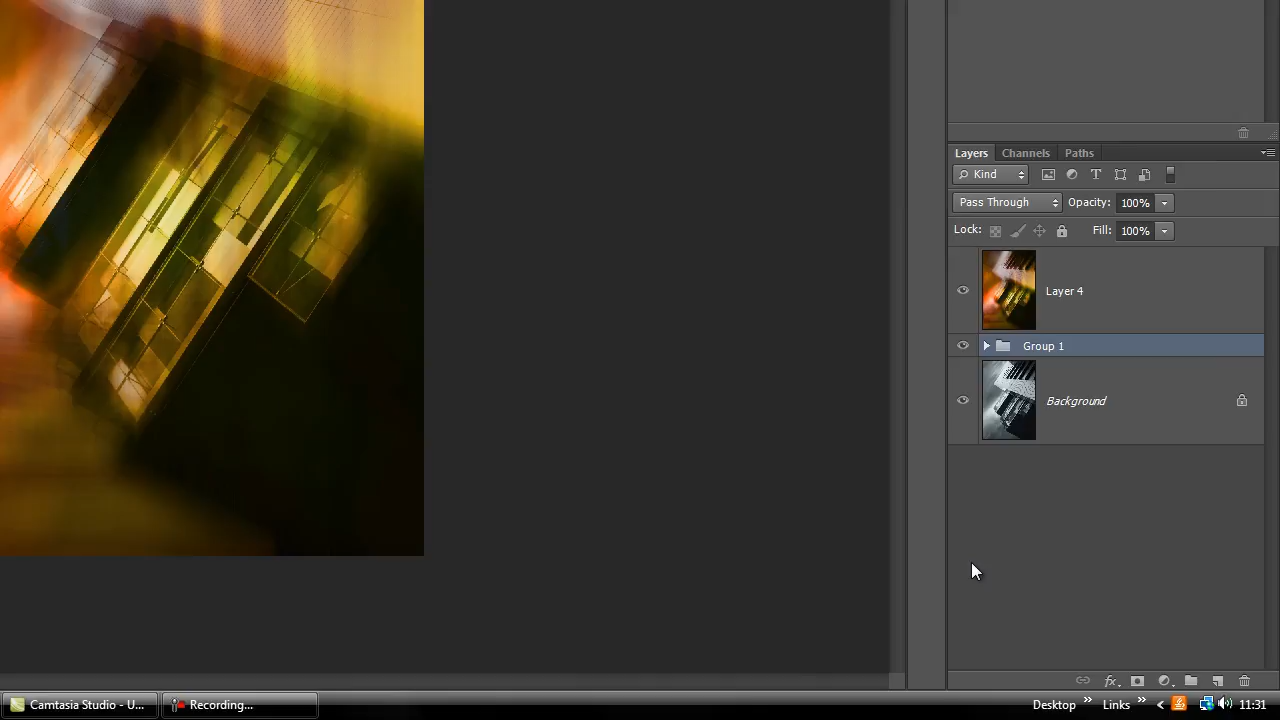 Layers Channels Paths
Kind
Pass Through Opacity: 100%
Lock: Fill: 100%
Layer 4
Group 1
Background
fx
Camtasia Studio - U... Recording... Desktop » Links » 11:31